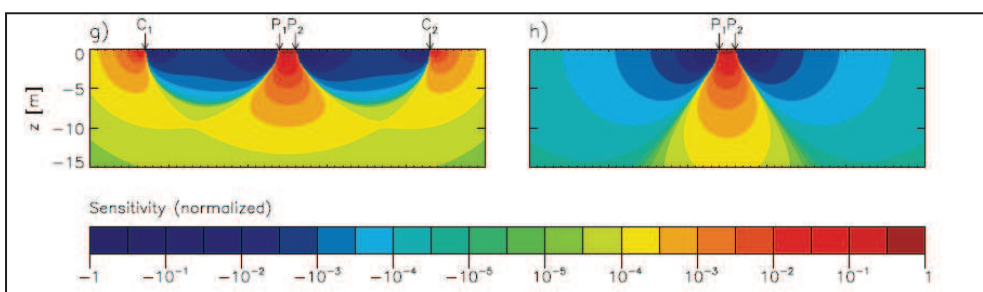 g) C₁ P₁P₂ C₂ h) P₁P₂
0
−5
−10
−15
z [m]
Sensitivity (normalized)
−1 −10⁻¹ −10⁻² −10⁻³ −10⁻⁴ −10⁻⁵ 10⁻⁵ 10⁻⁴ 10⁻³ 10⁻² 10⁻¹ 1